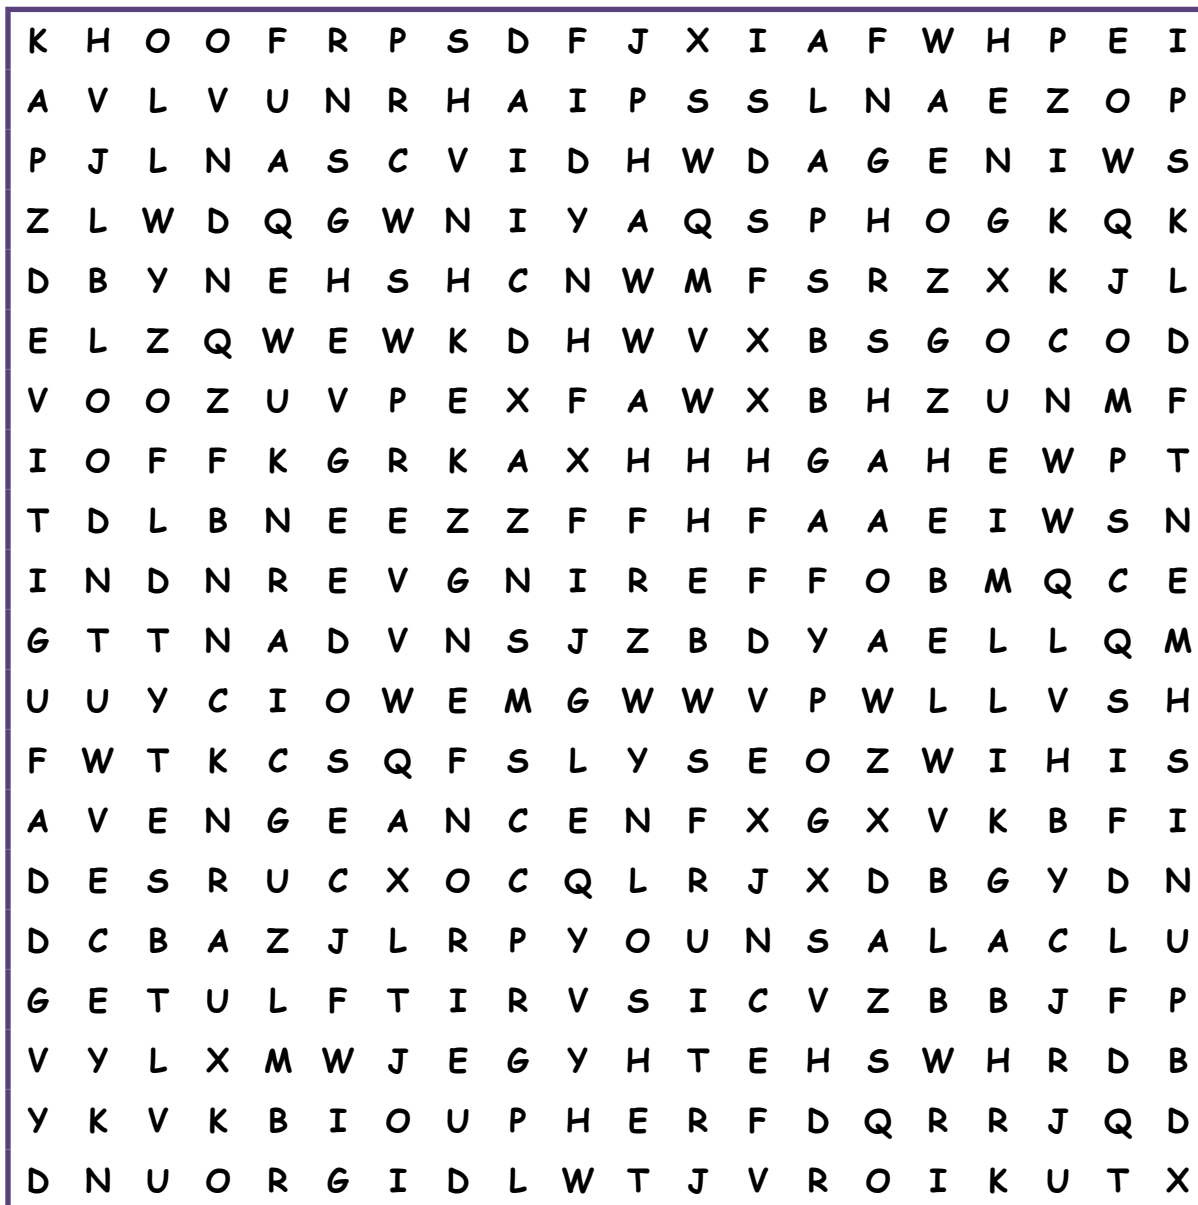 K H O O F R P S D F J X I A F W H P E I
A V L V U N R H A I P S S L N A E Z O P
P J L N A S C V I D H W D A G E N I W S
Z L W D Q G W N I Y A Q S P H O G K Q K
D B Y N E H S H C N W M F S R Z X K J L
E L Z Q W E W K D H W V X B S G O C O D
V O O Z U V P E X F A W X B H Z U N M F
I O F F K G R K A X H H H G A H E W P T
T D L B N E E Z Z F F H F A A E I W S N
I N D N R E V G N I R E F F O B M Q C E
G T T N A D V N S J Z B D Y A E L L Q M
U U Y C I O W E M G W W V P W L L V S H
F W T K C S Q F S L Y S E O Z W I H I S
A V E N G E A N C E N F X G X V K B F I
D E S R U C X O C Q L R J X D B G Y D N
D C B A Z J L R P Y O U N S A L A C L U
G E T U L F T I R V S I C V Z B B J F P
V Y L X M W J E G Y H T E H S W H R D B
Y K V K B I O U P H E R F D Q R R J Q D
D N U O R G I D L W T J V R O I K U T X